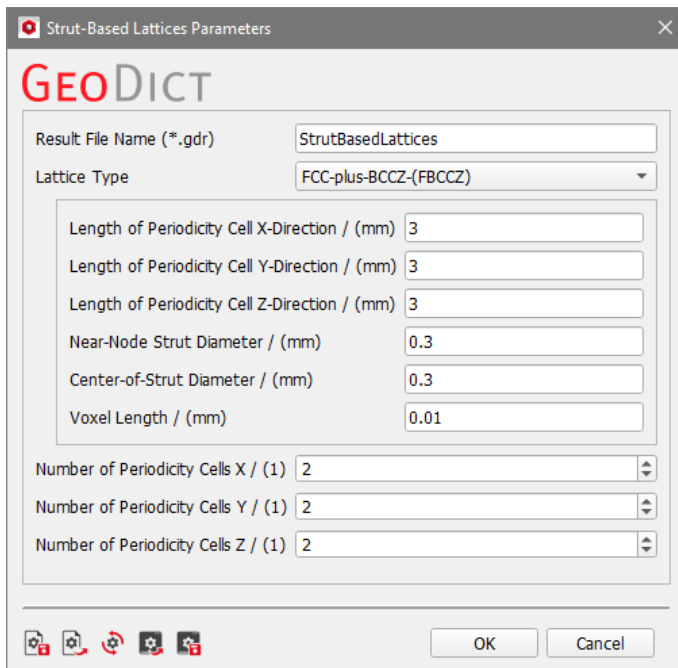 Strut-Based Lattices Parameters
GEODICT
Result File Name (*.gdr) StrutBasedLattices
Lattice Type FCC-plus-BCCZ-(FBCCZ)
Length of Periodicity Cell X-Direction / (mm) 3
Length of Periodicity Cell Y-Direction / (mm) 3
Length of Periodicity Cell Z-Direction / (mm) 3
Near-Node Strut Diameter / (mm) 0.3
Center-of-Strut Diameter / (mm) 0.3
Voxel Length / (mm) 0.01
Number of Periodicity Cells X / (1) 2
Number of Periodicity Cells Y / (1) 2
Number of Periodicity Cells Z / (1) 2
OK Cancel